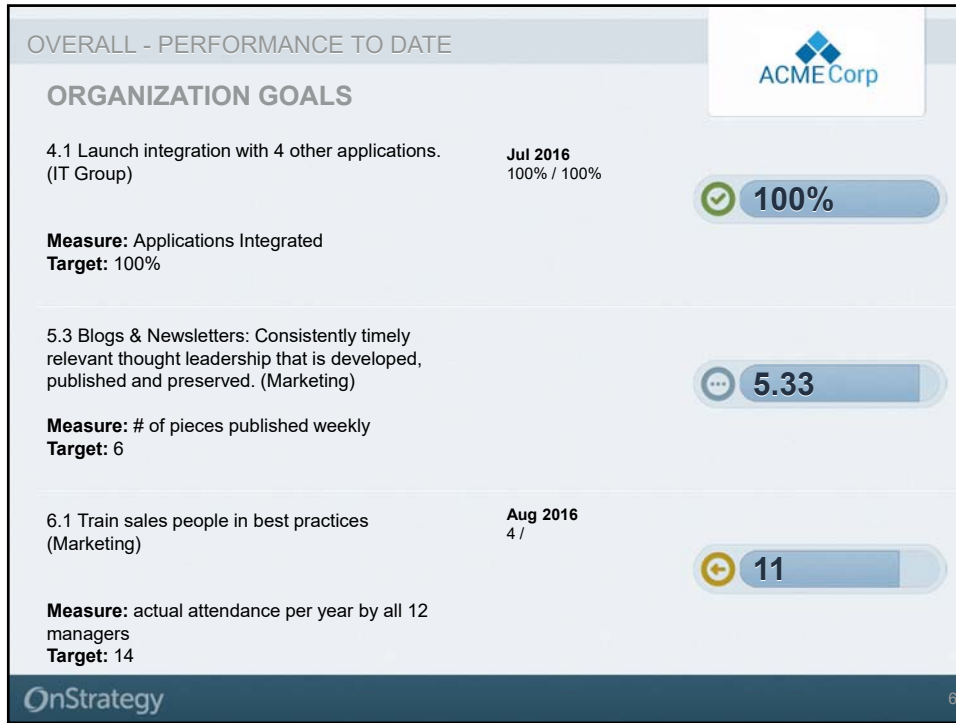 OVERALL - PERFORMANCE TO DATE
ACME Corp
ORGANIZATION GOALS
4.1 Launch integration with 4 other applications.
(IT Group)
Jul 2016
100% / 100%
100%
Measure: Applications Integrated
Target: 100%
5.3 Blogs & Newsletters: Consistently timely
relevant thought leadership that is developed,
published and preserved. (Marketing)
5.33
Measure: # of pieces published weekly
Target: 6
6.1 Train sales people in best practices
(Marketing)
Aug 2016
4 /
11
Measure: actual attendance per year by all 12
managers
Target: 14
OnStrategy
6